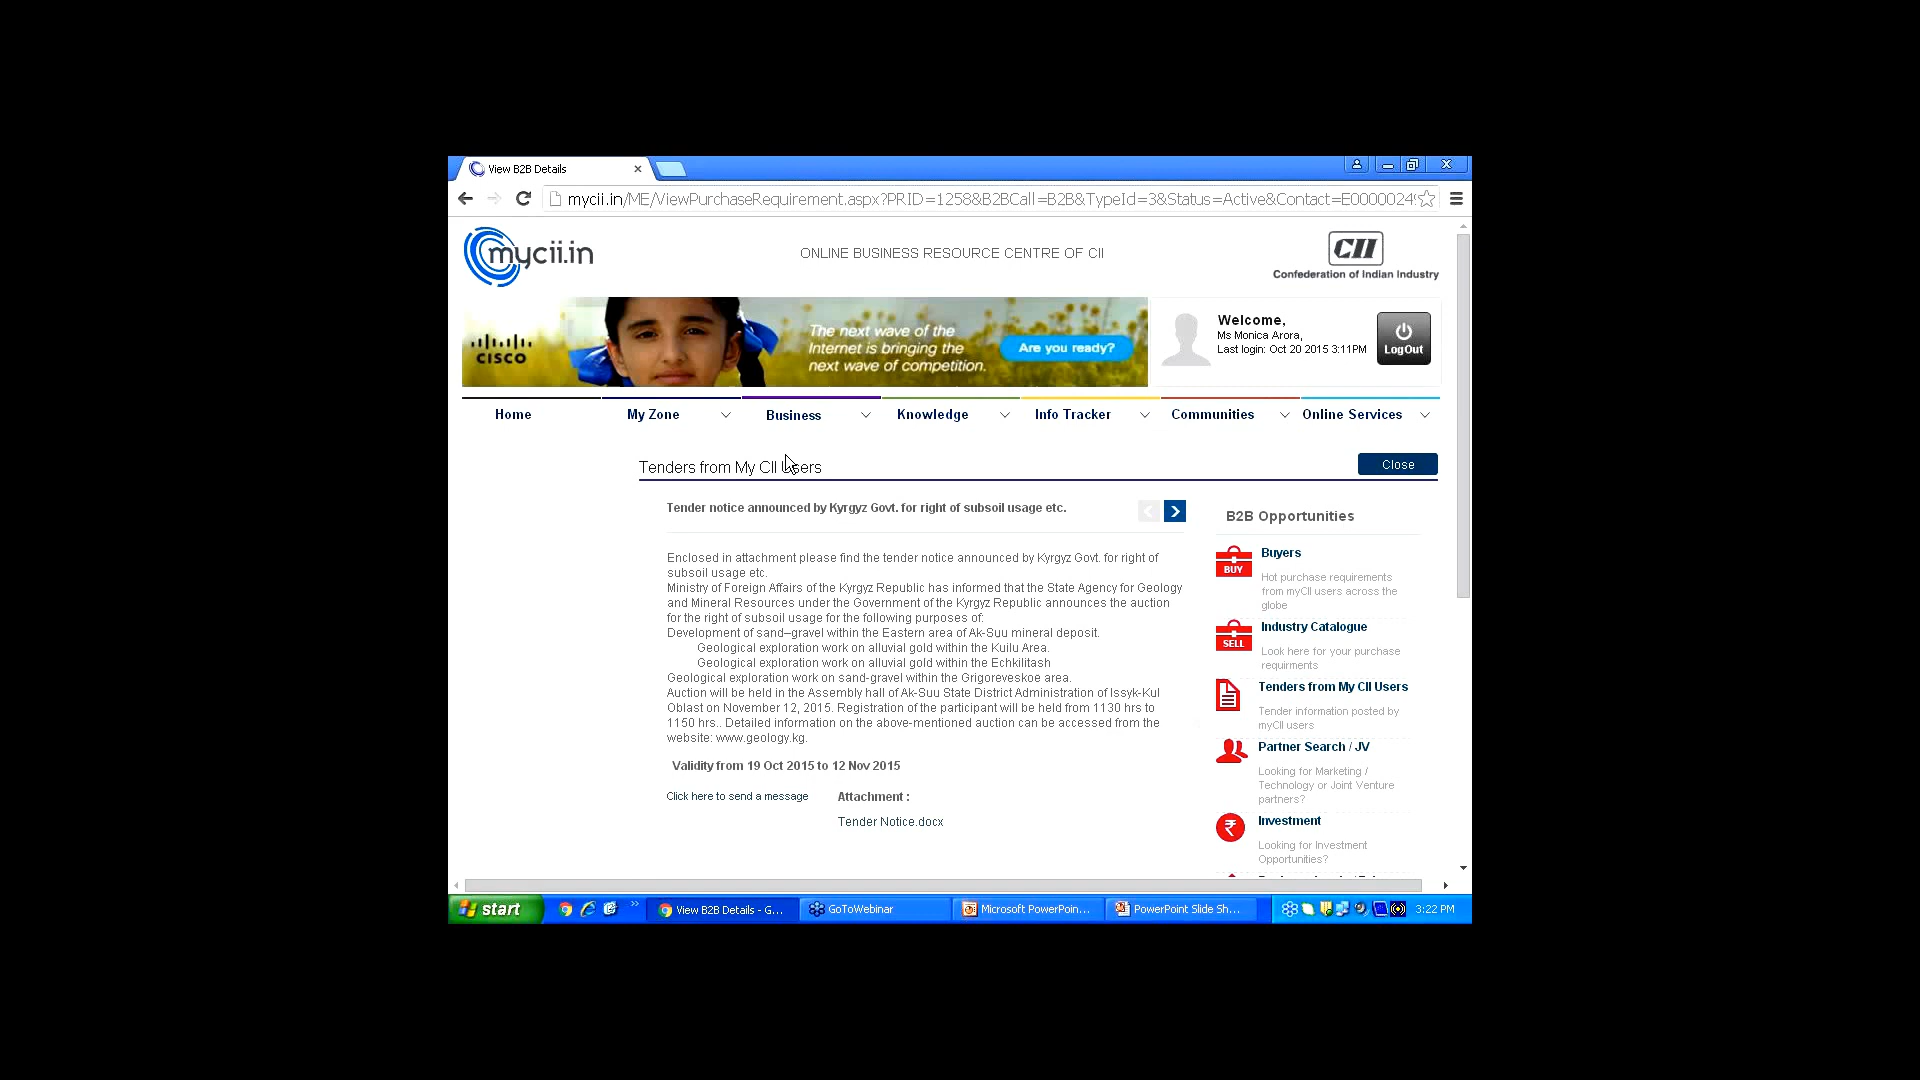 View B2B Details
mycii.in/ME/ViewPurchaseRequirement.aspx?PRID=1258&B2BCall=B2B&TypeId=3&Status=Active&Contact=E00000249
mycii.in
ONLINE BUSINESS RESOURCE CENTRE OF CII
CII
Confederation of Indian Industry
CISCO
The next wave of the
Internet is bringing the
next wave of competition.
Are you ready?
Welcome,
Ms Monica Arora,
Last login: Oct 20 2015 3:11PM
LogOut
Home
My Zone
Business
Knowledge
Info Tracker
Communities
Online Services
Tenders from My CII Users
Close
Tender notice announced by Kyrgyz Govt. for right of subsoil usage etc.
Enclosed in attachment please find the tender notice announced by Kyrgyz Govt. for right of
subsoil usage etc.
Ministry of Foreign Affairs of the Kyrgyz Republic has informed that the State Agency for Geology
and Mineral Resources under the Government of the Kyrgyz Republic announces the auction
for the right of subsoil usage for the following purposes of:
Development of sand–gravel within the Eastern area of Ak-Suu mineral deposit.
Geological exploration work on alluvial gold within the Kuilu Area.
Geological exploration work on alluvial gold within the Echkilitash
Geological exploration work on sand-gravel within the Grigoreveskoe area.
Auction will be held in the Assembly hall of Ak-Suu State District Administration of Issyk-Kul
Oblast on November 12, 2015. Registration of the participant will be held from 1130 hrs to
1150 hrs.. Detailed information on the above-mentioned auction can be accessed from the
website: www.geology.kg.
Validity from 19 Oct 2015 to 12 Nov 2015
Click here to send a message
Attachment :
Tender Notice.docx
B2B Opportunities
BUY
Buyers
Hot purchase requirements
from myCII users across the
globe
SELL
Industry Catalogue
Look here for your purchase
requirments
Tenders from My CII Users
Tender information posted by
myCII users
Partner Search / JV
Looking for Marketing /
Technology or Joint Venture
partners?
Investment
Looking for Investment
Opportunities?
start
View B2B Details - G...
GoToWebinar
Microsoft PowerPoin...
PowerPoint Slide Sh...
3:22 PM